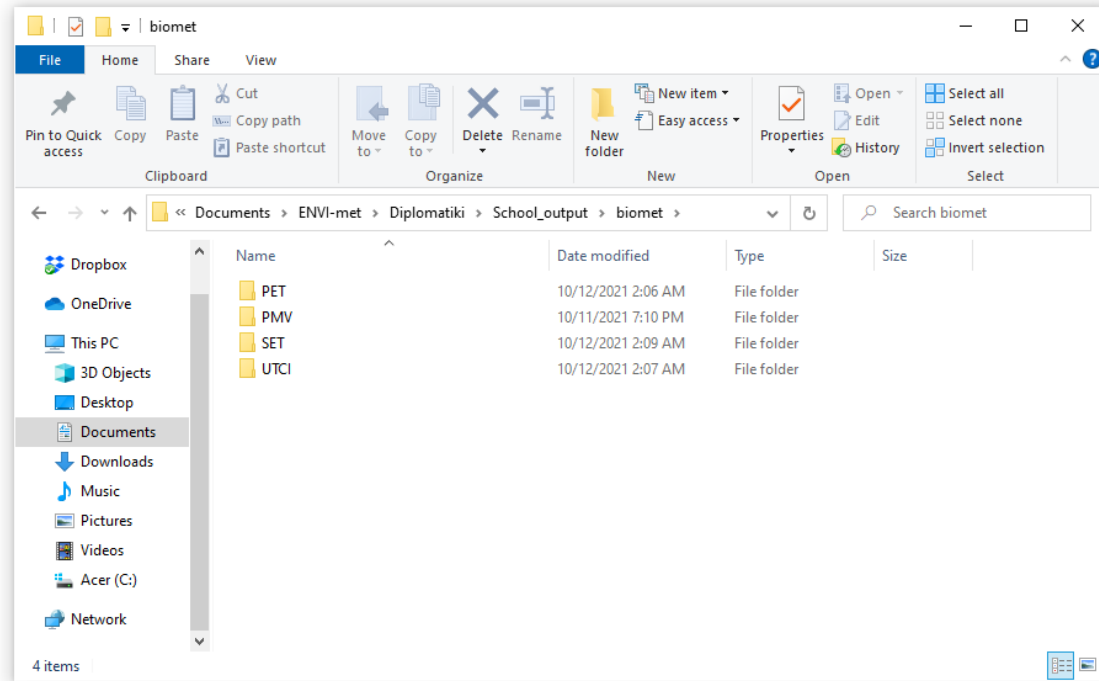 biomet
File Home Share View
Pin to Quick access
Copy
Paste
Cut
Copy path
Paste shortcut
Clipboard
Move to
Copy to
Delete
Rename
Organize
New folder
New item
Easy access
New
Properties
Open
Edit
History
Open
Select all
Select none
Invert selection
Select
« Documents > ENVI-met > Diplomatiki > School_output > biomet >
Search biomet
Dropbox
OneDrive
This PC
3D Objects
Desktop
Documents
Downloads
Music
Pictures
Videos
Acer (C:)
Network
Name Date modified Type Size
PET 10/12/2021 2:06 AM File folder
PMV 10/11/2021 7:10 PM File folder
SET 10/12/2021 2:09 AM File folder
UTCI 10/12/2021 2:07 AM File folder
4 items